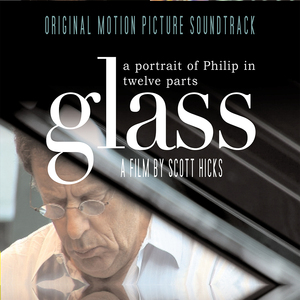 ORIGINAL MOTION PICTURE SOUNDTRACK
a portrait of Philip in
twelve parts
glass
A FILM BY SCOTT HICKS